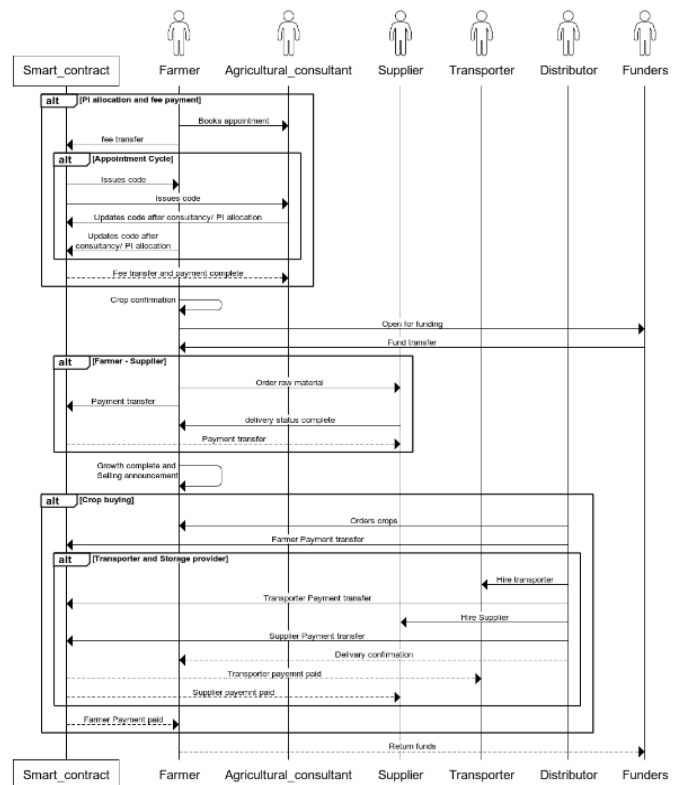 Smart_contract Farmer Agricultural_consultant Supplier Transporter Distributor Funders
alt [PI allocation and fee payment]
Books appointment
fee transfer
alt [Appointment Cycle]
Issues code
Issues code
Updates code after consultancy/ PI allocation
Updates code after
consultancy/ PI allocation
Fee transfer and payment complete
Crop confirmation
Open for funding
Fund transfer
alt [Farmer - Supplier]
Order raw material
Payment transfer
delivery status complete
Payment transfer
Growth complete and
Selling announcement
alt [Crop buying]
Orders crops
Farmer Payment transfer
alt [Transporter and Storage provider]
Hire transporter
Transporter Payment transfer
Hire Supplier
Supplier Payment transfer
Delivary confirmation
Transporter payemnt paid
Supplier payemnt paid
Farmer Payment paid
Return funds
Smart_contract Farmer Agricultural_consultant Supplier Transporter Distributor Funders